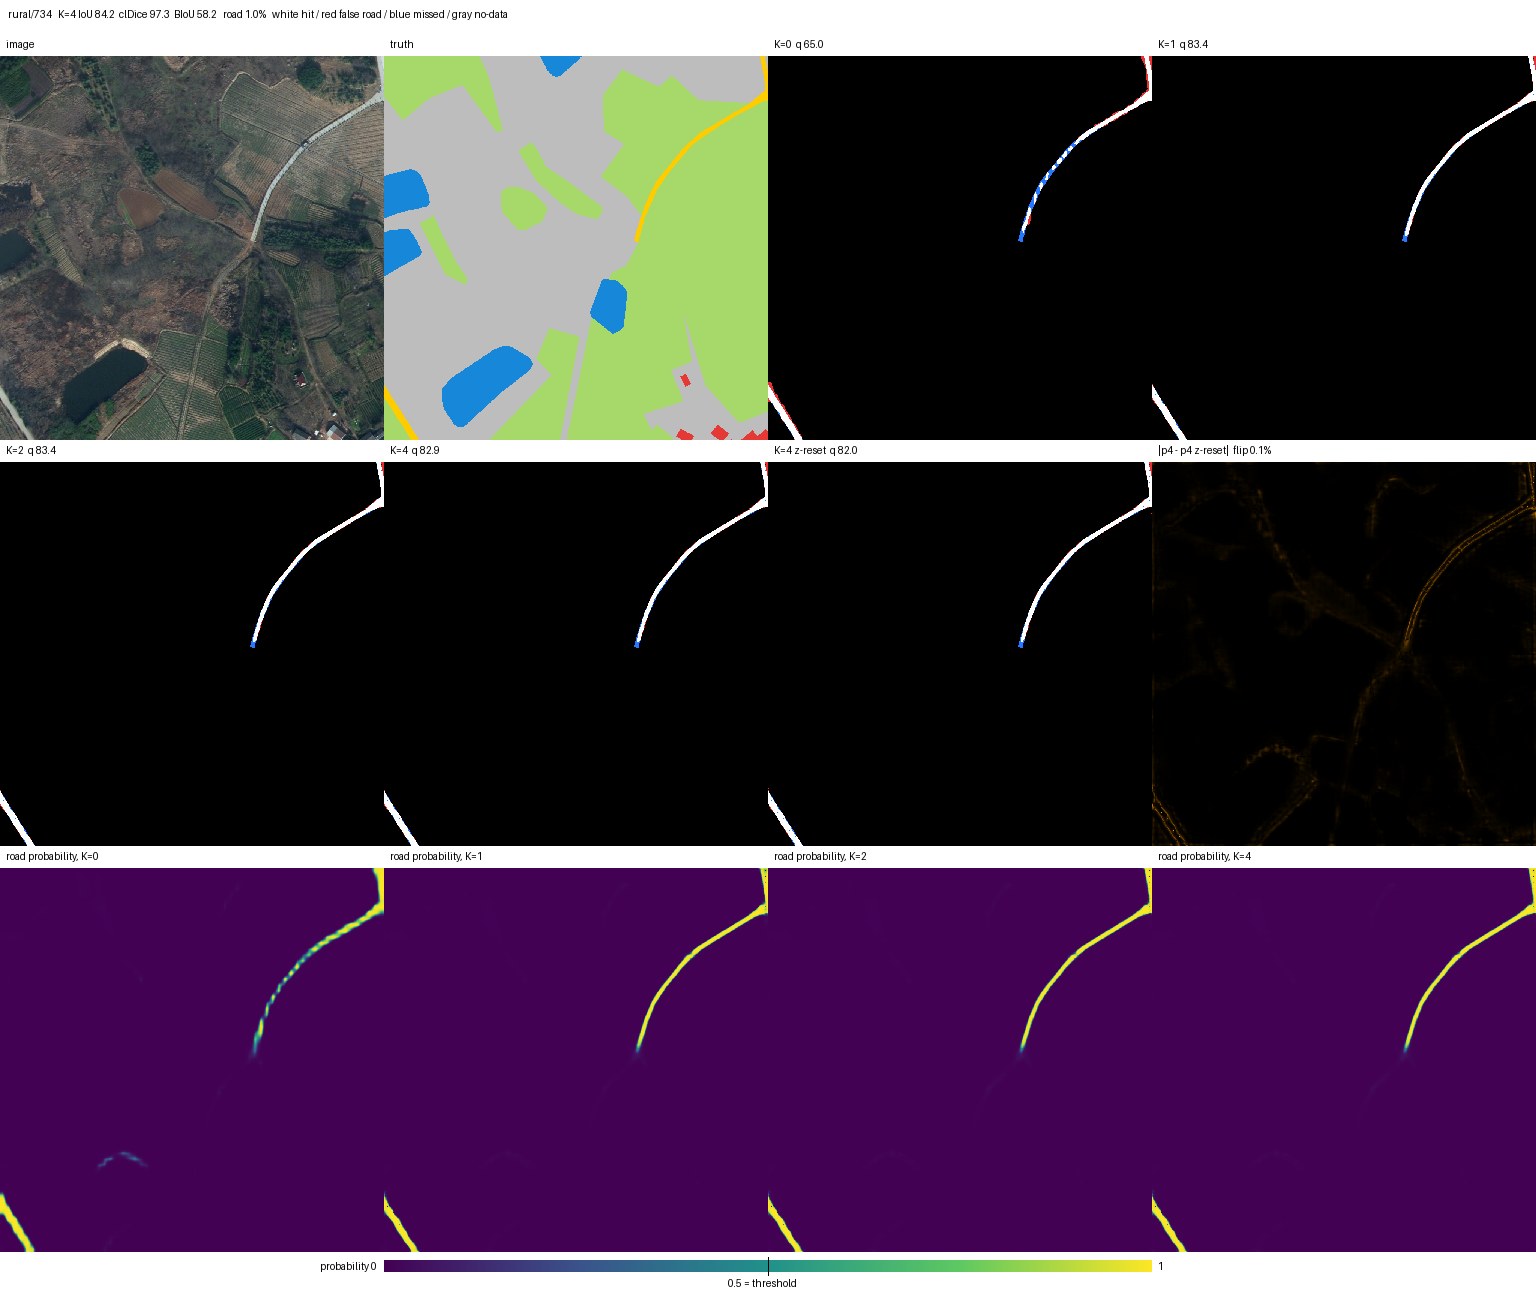 rural/734 K=4 IoU 84.2 clDice 97.3 BIoU 58.2 road 1.0% white hit / red false road / blue missed / gray no-data
image
truth
K=0 q 65.0
K=1 q 83.4
K=2 q 83.4
K=4 q 82.9
K=4 z-reset q 82.0
|p4 - p4 z-reset| flip 0.1%
road probability, K=0
road probability, K=1
road probability, K=2
road probability, K=4
probability 0
1
0.5 = threshold